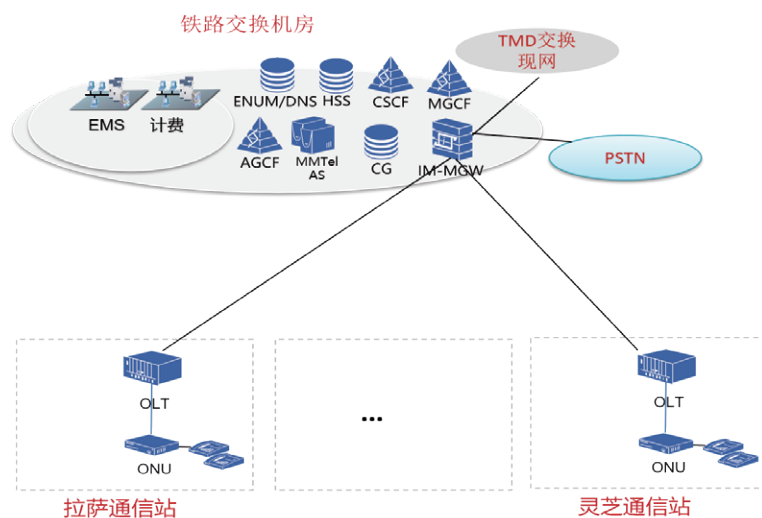 铁路交换机房
TMD交换
现网
ENUM/DNS
HSS
CSCF
MGCF
EMS
计费
AGCF
MMTel
AS
CG
IM-MGW
PSTN
OLT
ONU
拉萨通信站
...
OLT
ONU
灵芝通信站